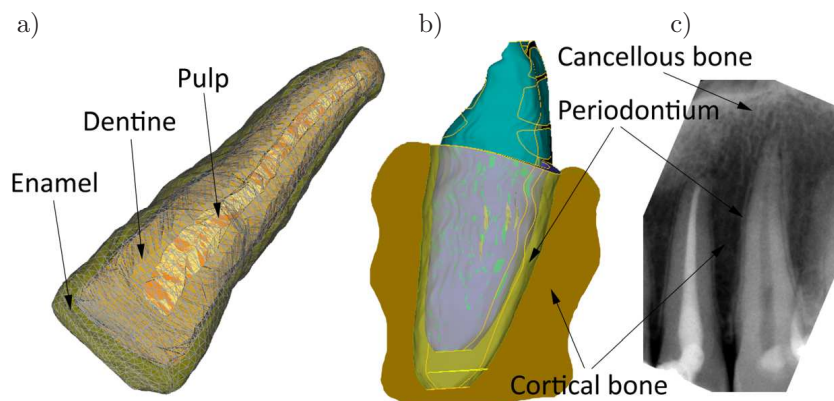 a)
b)
c)
Cancellous bone
Pulp
Periodontium
Dentine
Enamel
Cortical bone